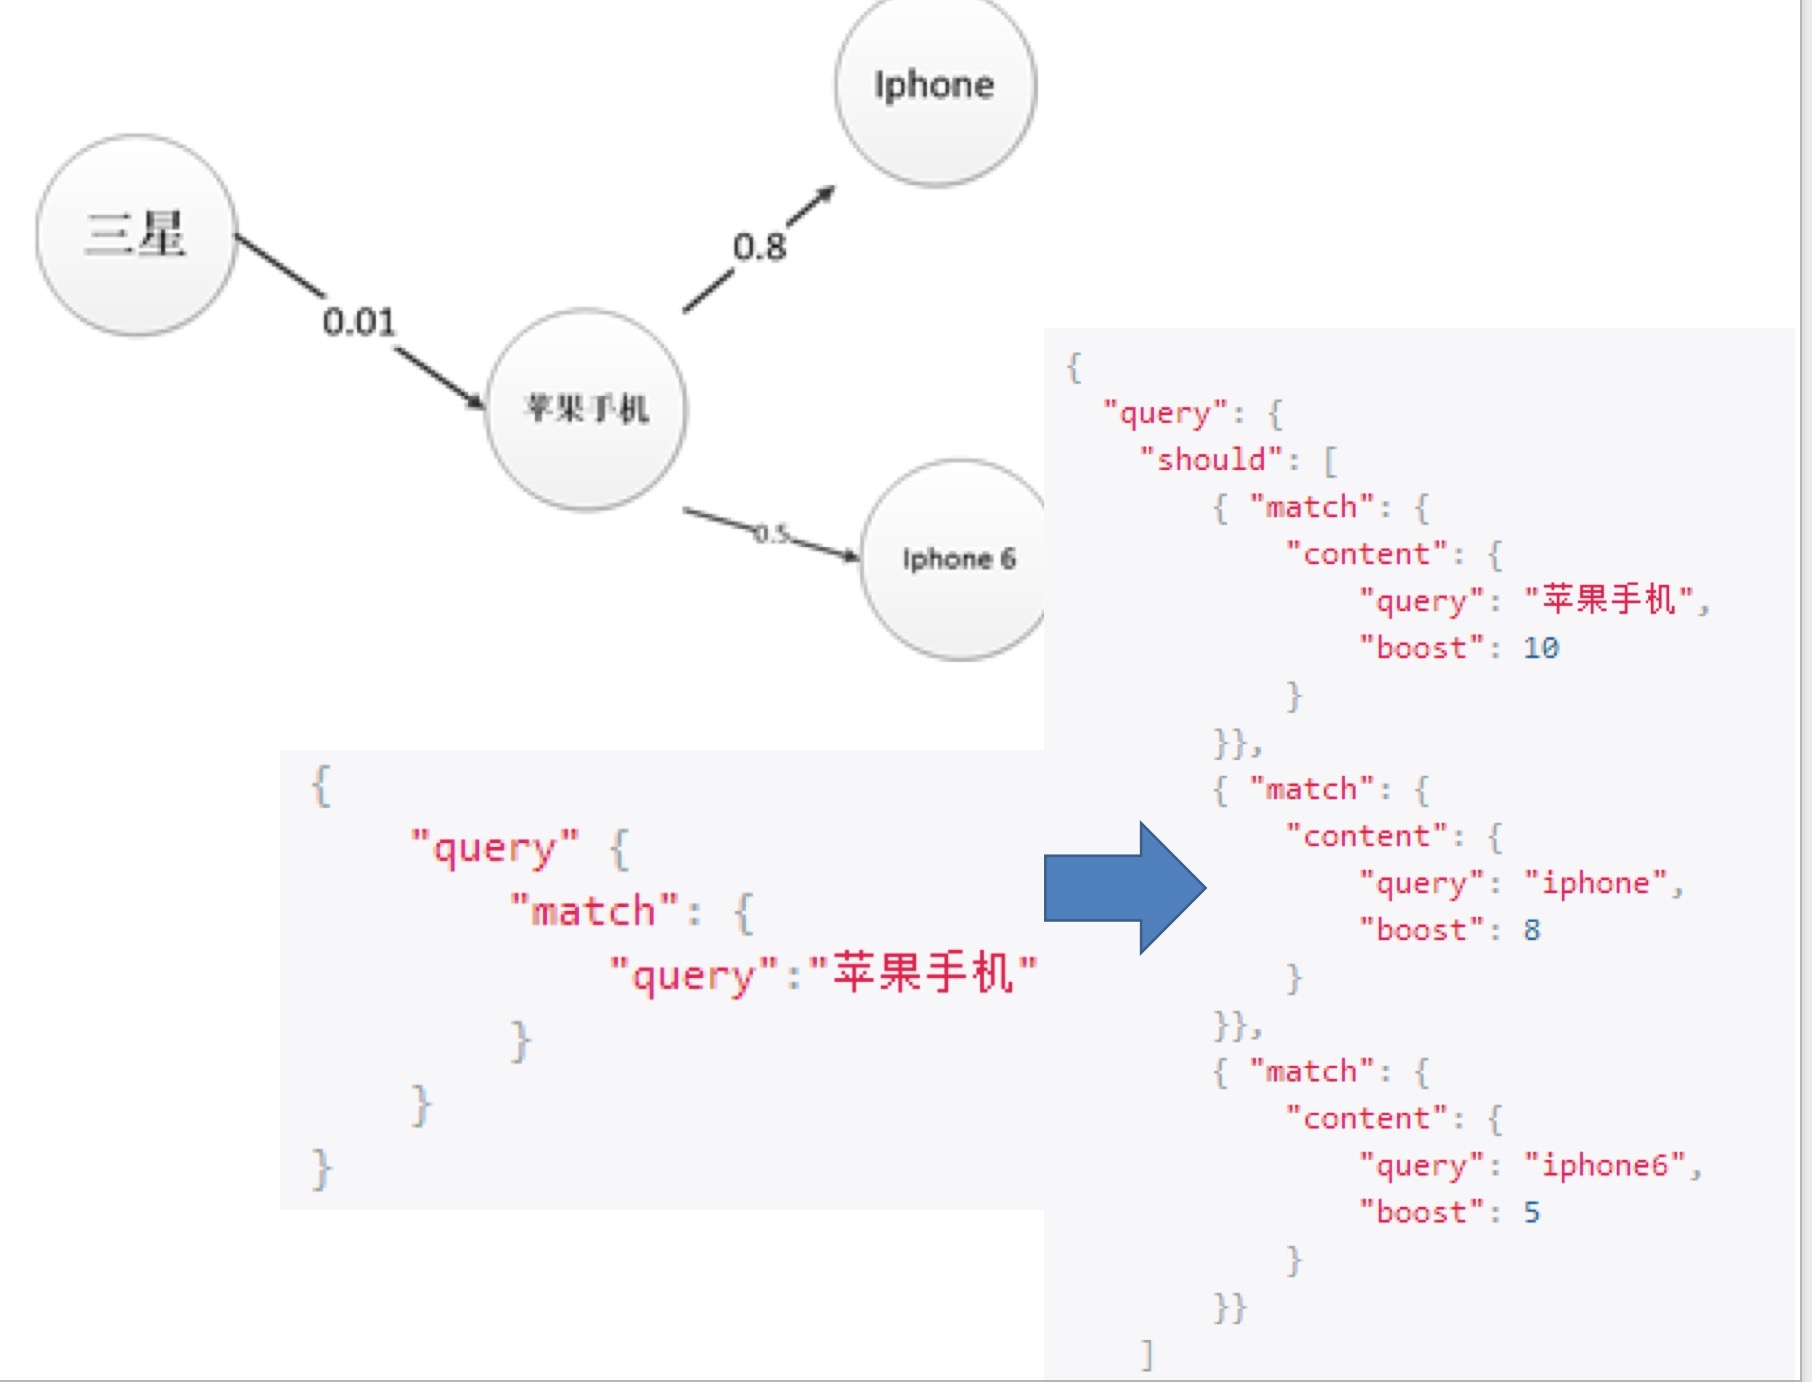 Iphone
三星
0.8
0.01
苹果手机
0.5
Iphone 6
{
"query" {
"match": {
"query":"苹果手机"
}
}
}
{
"query": {
"should": [
{ "match": {
"content": {
"query": "苹果手机",
"boost": 10
}
}},
{ "match": {
"content": {
"query": "iphone",
"boost": 8
}
}},
{ "match": {
"content": {
"query": "iphone6",
"boost": 5
}
}}
]